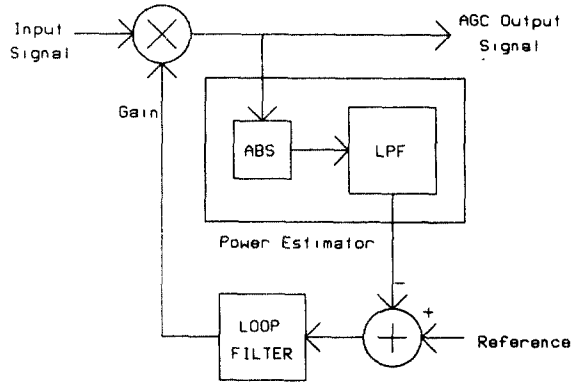 Input
Signal
AGC Output
Signal
Gain
ABS
LPF
Power Estimator
-
+
LOOP
FILTER
+
Reference